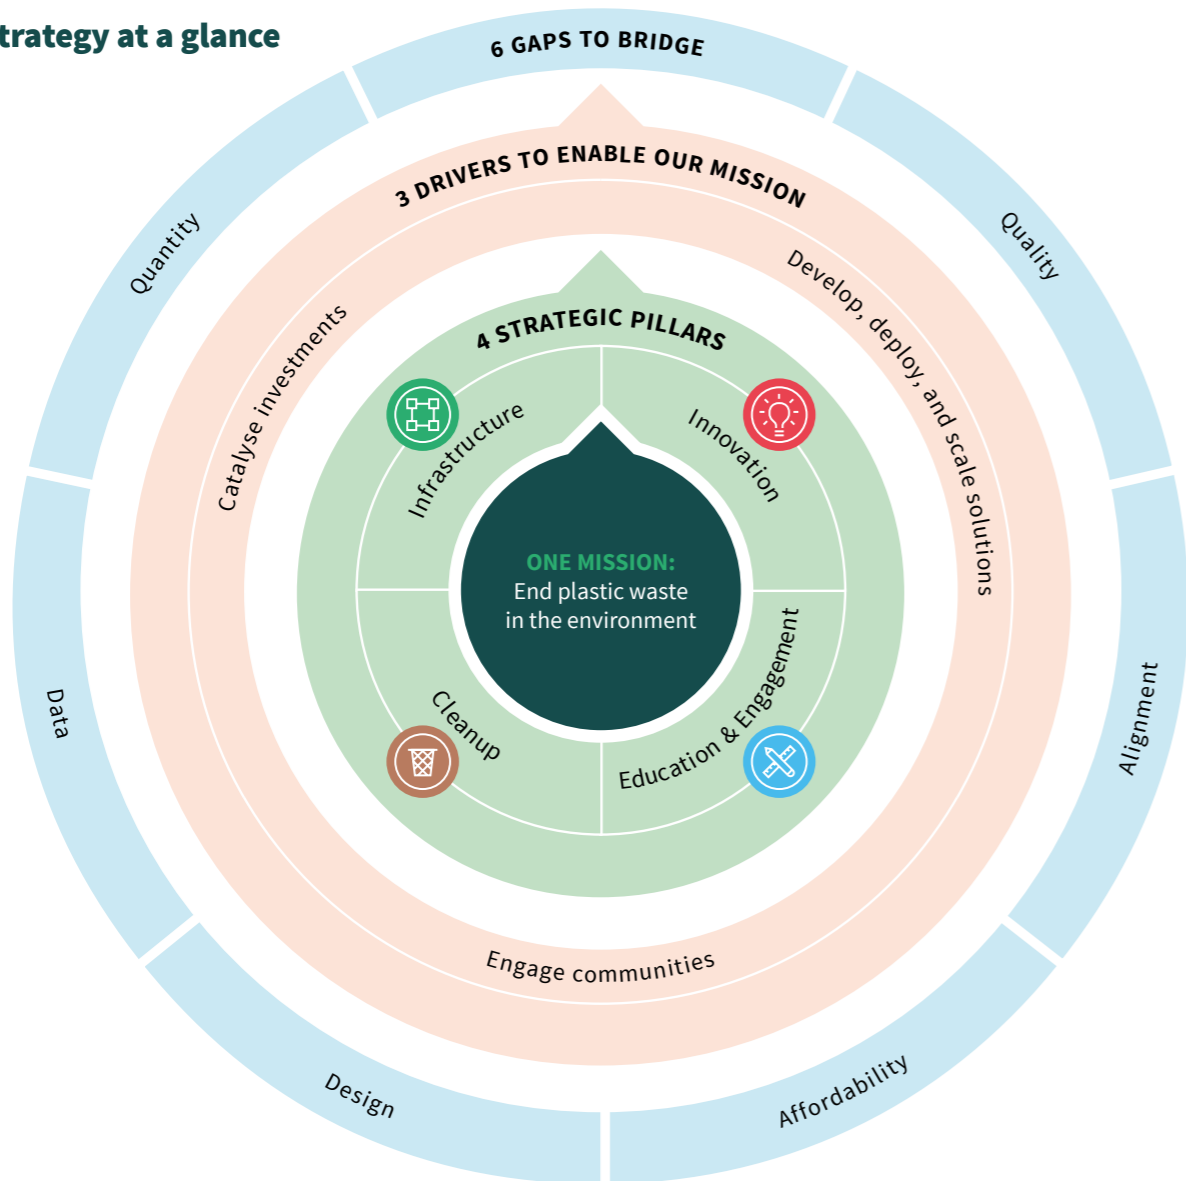 trategy at a glance
6 GAPS TO BRIDGE
Quality
Alignment
Affordability
Design
Data
Quantity
3 DRIVERS TO ENABLE OUR MISSION
Develop, deploy, and scale solutions
Engage communities
Catalyse investments
4 STRATEGIC PILLARS
Infrastructure
Innovation
Education & Engagement
Cleanup
ONE MISSION:
End plastic waste
in the environment